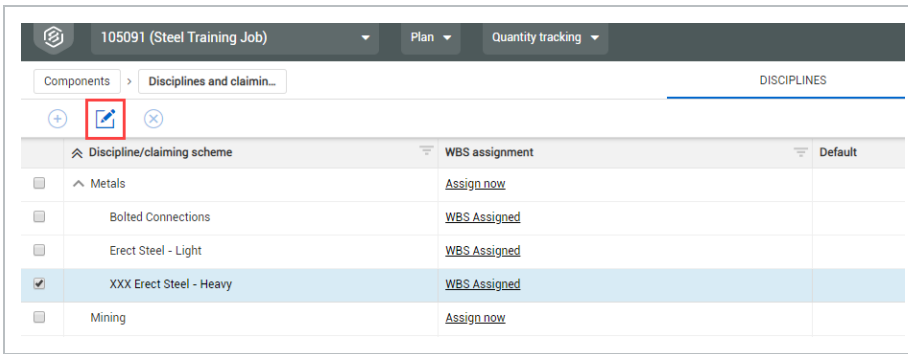 105091 (Steel Training Job) Plan Quantity tracking
Components > Disciplines and claimin... DISCIPLINES
Discipline/claiming scheme WBS assignment Default
Metals Assign now
Bolted Connections WBS Assigned
Erect Steel - Light WBS Assigned
XXX Erect Steel - Heavy WBS Assigned
Mining Assign now